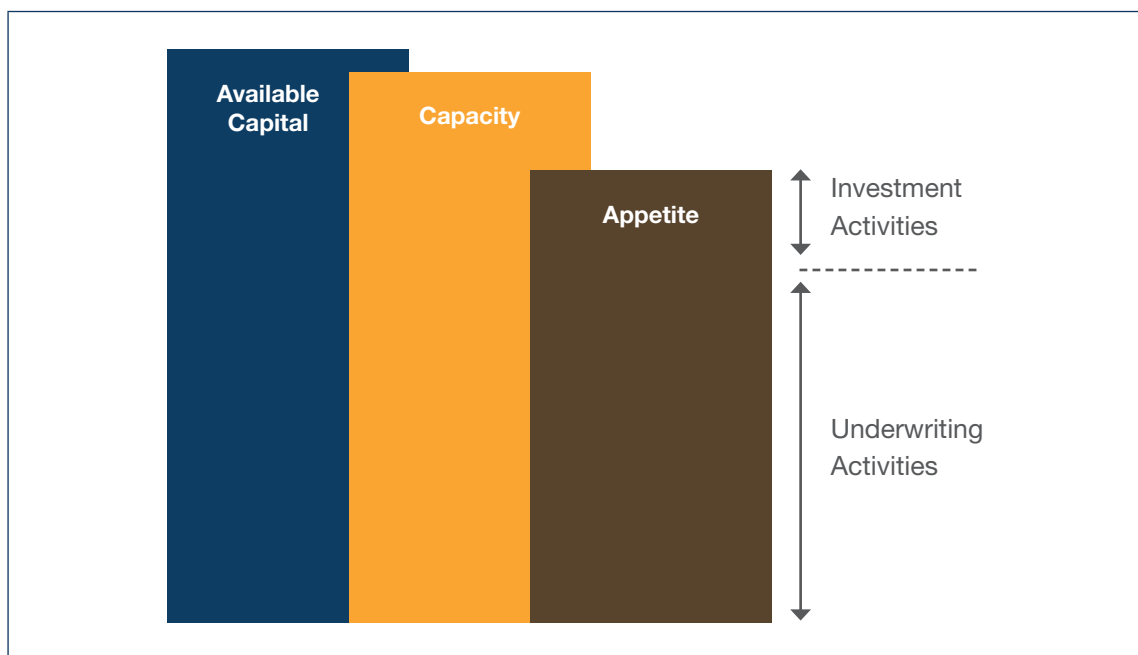 Available
Capital
Capacity
Appetite
Investment
Activities
Underwriting
Activities